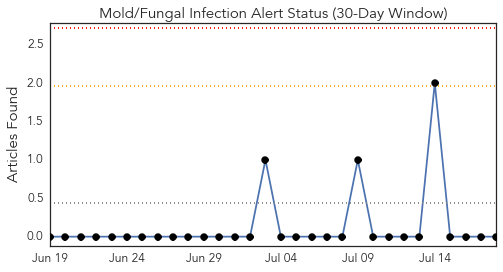 Mold/Fungal Infection Alert Status (30-Day Window)
Articles Found
2.5
2.0
1.5
1.0
0.5
0.0
Jun 19
Jun 24
Jun 29
Jul 04
Jul 09
Jul 14